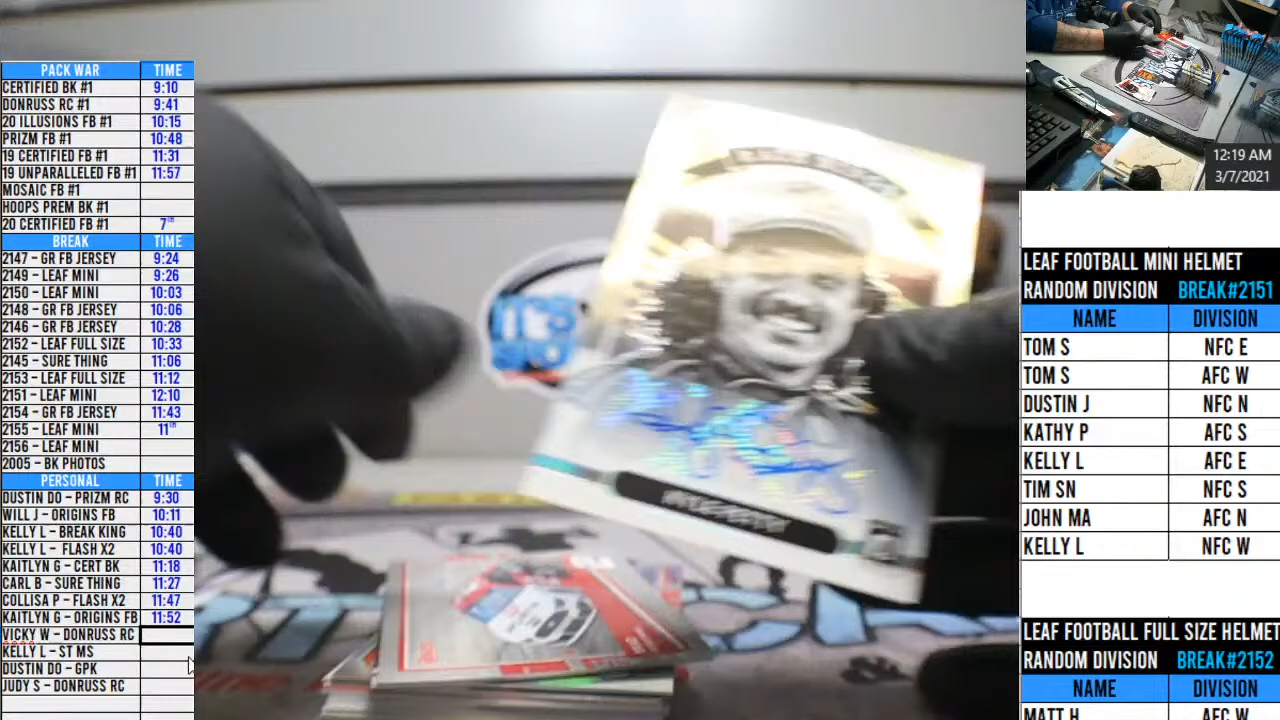 PACK WAR TIME
CERTIFIED BK #1 9:10
DONRUSS RC #1 9:41
20 ILLUSIONS FB #1 10:15
PRIZM FB #1 10:48
19 CERTIFIED FB #1 11:31
19 UNPARALLELED FB #1 11:57
MOSAIC FB #1
HOOPS PREM BK #1
20 CERTIFIED FB #1 7TH
BREAK TIME
2147 – GR FB JERSEY 9:24
2149 – LEAF MINI 9:26
2150 – LEAF MINI 10:03
2148 – GR FB JERSEY 10:06
2146 – GR FB JERSEY 10:28
2152 – LEAF FULL SIZE 10:33
2145 – SURE THING 11:06
2153 – LEAF FULL SIZE 11:12
2151 – LEAF MINI 12:10
2154 – GR FB JERSEY 11:43
2155 – LEAF MINI 11TH
2156 – LEAF MINI
2005 – BK PHOTOS
PERSONAL TIME
DUSTIN DO – PRIZM RC 9:30
WILL J – ORIGINS FB 10:11
KELLY L – BREAK KING 10:40
KELLY L – FLASH X2 10:40
KAITLYN G – CERT BK 11:18
CARL B – SURE THING 11:27
COLLISA P – FLASH X2 11:47
KAITLYN G – ORIGINS FB 11:52
VICKY W – DONRUSS RC
KELLY L – ST MS
DUSTIN DO – GPK
JUDY S – DONRUSS RC
12:19 AM
3/7/2021
LEAF FOOTBALL MINI HELMET
RANDOM DIVISION BREAK#2151
NAME DIVISION
TOM S NFC E
TOM S AFC W
DUSTIN J NFC N
KATHY P AFC S
KELLY L AFC E
TIM SN NFC S
JOHN MA AFC N
KELLY L NFC W
LEAF FOOTBALL FULL SIZE HELMET
RANDOM DIVISION BREAK#2152
NAME DIVISION
MATT H AFC W